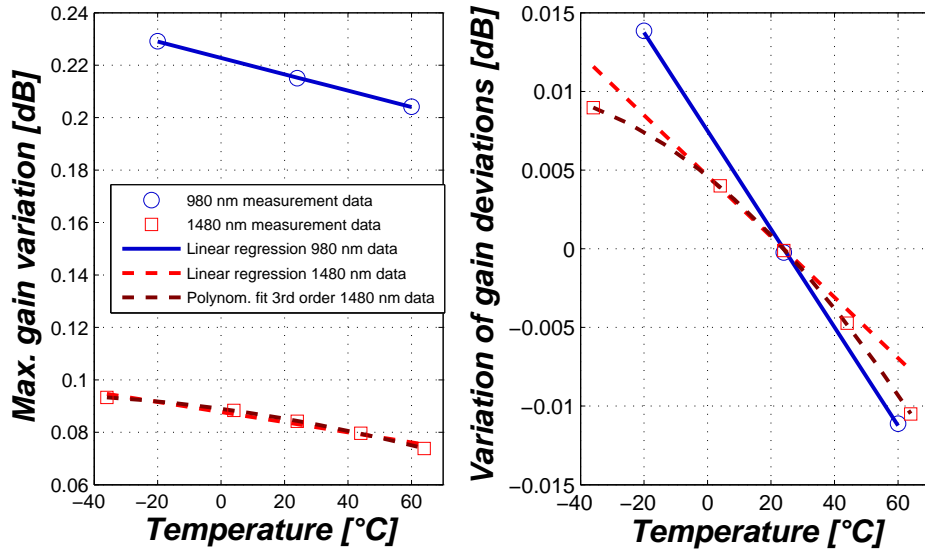 Max. gain variation [dB]
0.24
0.22
0.2
0.18
0.16
0.14
0.12
0.1
0.08
0.06
−40 −20 0 20 40 60
Temperature [°C]
980 nm measurement data
1480 nm measurement data
Linear regression 980 nm data
Linear regression 1480 nm data
Polynom. fit 3rd order 1480 nm data
Variation of gain deviations [dB]
0.015
0.01
0.005
0
−0.005
−0.01
−0.015
−40 −20 0 20 40 60
Temperature [°C]